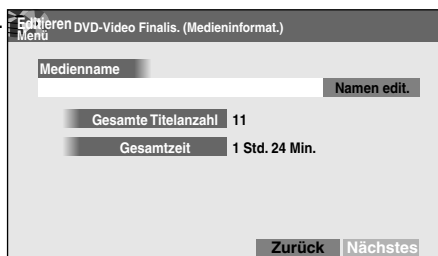 Editieren DVD-Video Finalis. (Medieninformat.)
Menü
Medienname
Namen edit.
Gesamte Titelanzahl 11
Gesamtzeit 1 Std. 24 Min.
Zurück Nächstes